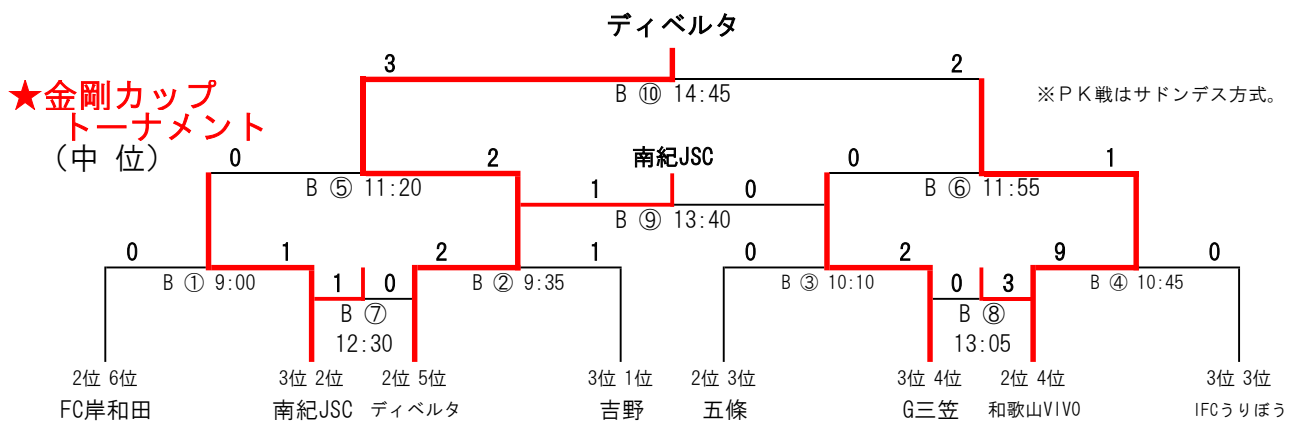 ディベルタ
3 2
★金剛カップ
トーナメント
(中 位)
B ⑩ 14:45
※PK戦はサドンデス方式。
0 2 南紀JSC 0 1
B ⑤ 11:20
B ⑥ 11:55
1 0
B ⑨ 13:40
0 1 2 1 0 2 9 0
B ① 9:00
B ② 9:35
B ③ 10:10
B ④ 10:45
1 0 0 3
B ⑦
12:30
B ⑧
13:05
2位 6位 3位 2位 2位 5位 3位 1位 2位 3位 3位 4位 2位 4位 3位 3位
FC岸和田 南紀JSC ディベルタ 吉野 五條 G三笠 和歌山VIVO IFCうりぼう